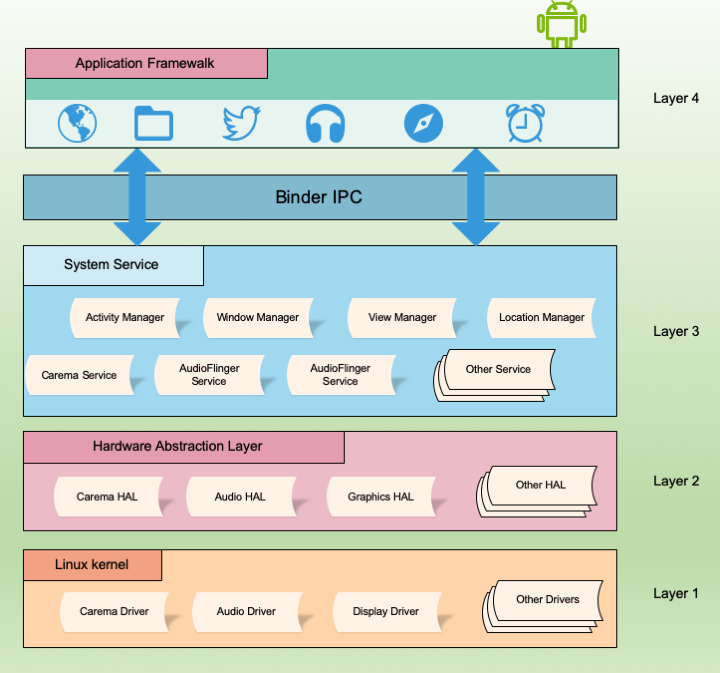 Application Framewalk
Layer 4
Binder IPC
System Service
Activity Manager
Window Manager
View Manager
Location Manager
Layer 3
Carema Service
AudioFlinger
Service
AudioFlinger
Service
Other Service
Hardware Abstraction Layer
Layer 2
Carema HAL
Audio HAL
Graphics HAL
Other HAL
Linux kernel
Layer 1
Carema Driver
Audio Driver
Display Driver
Other Drivers